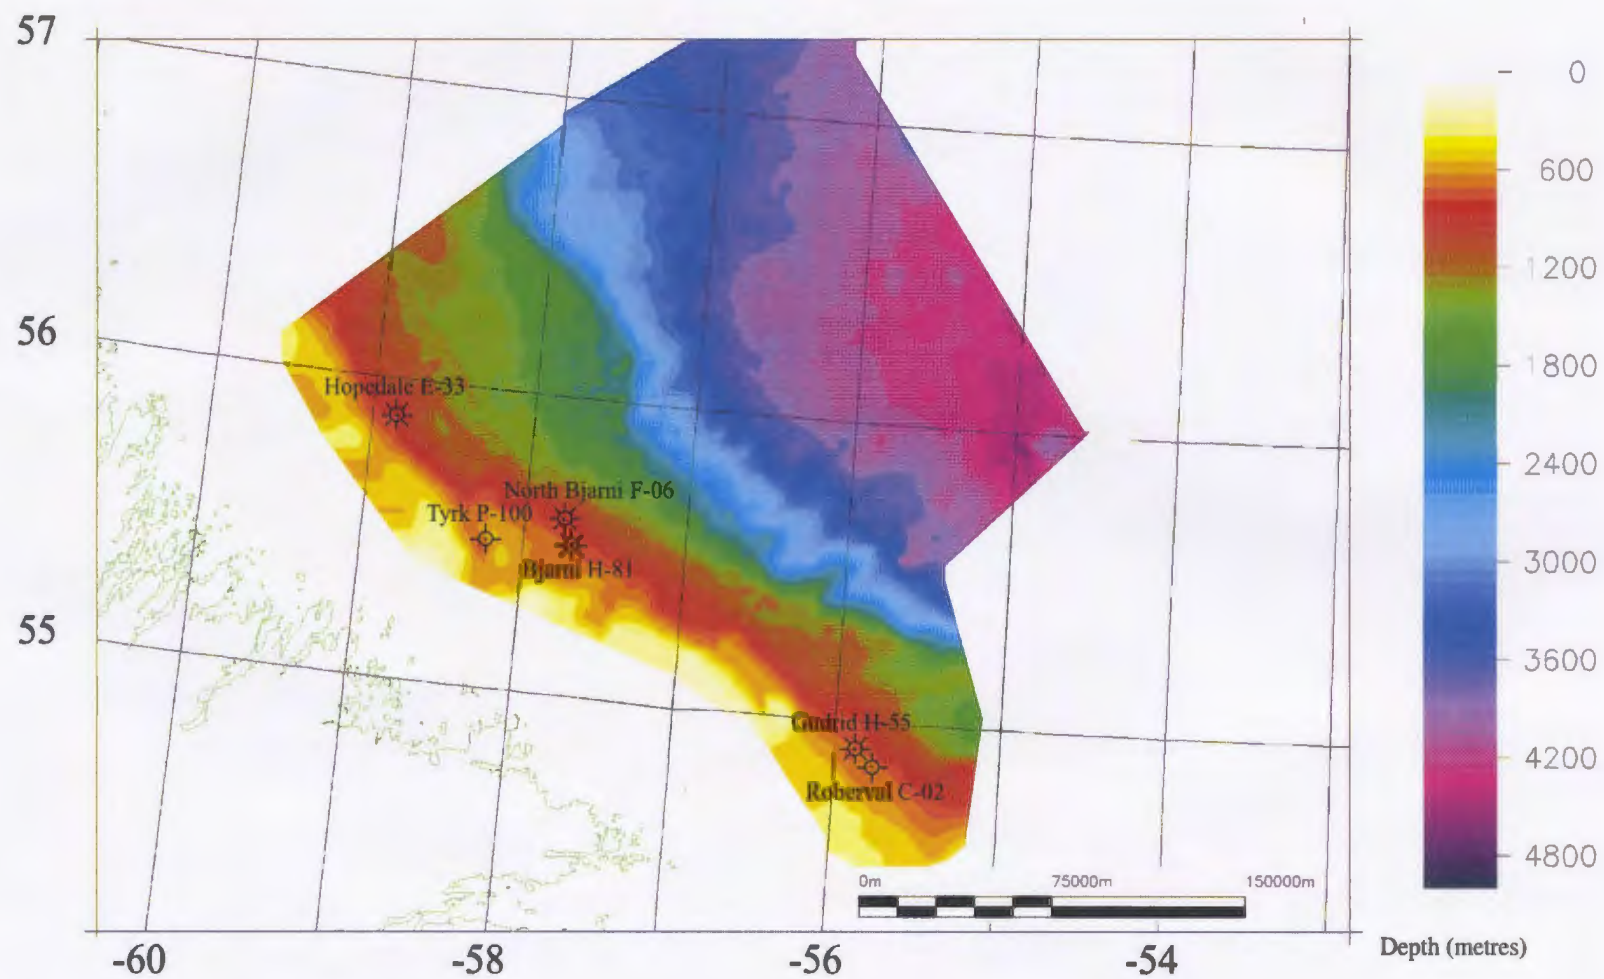 57
0
600
1200
56
Hopedale E-33
1800
2400
North Bjarni F-06
Tyrk P-100
Bjarni H-81
3000
55
3600
Gudrid H-55
4200
Roberval C-02
0m 75000m 150000m
4800
-60 -58 -56 -54
Depth (metres)